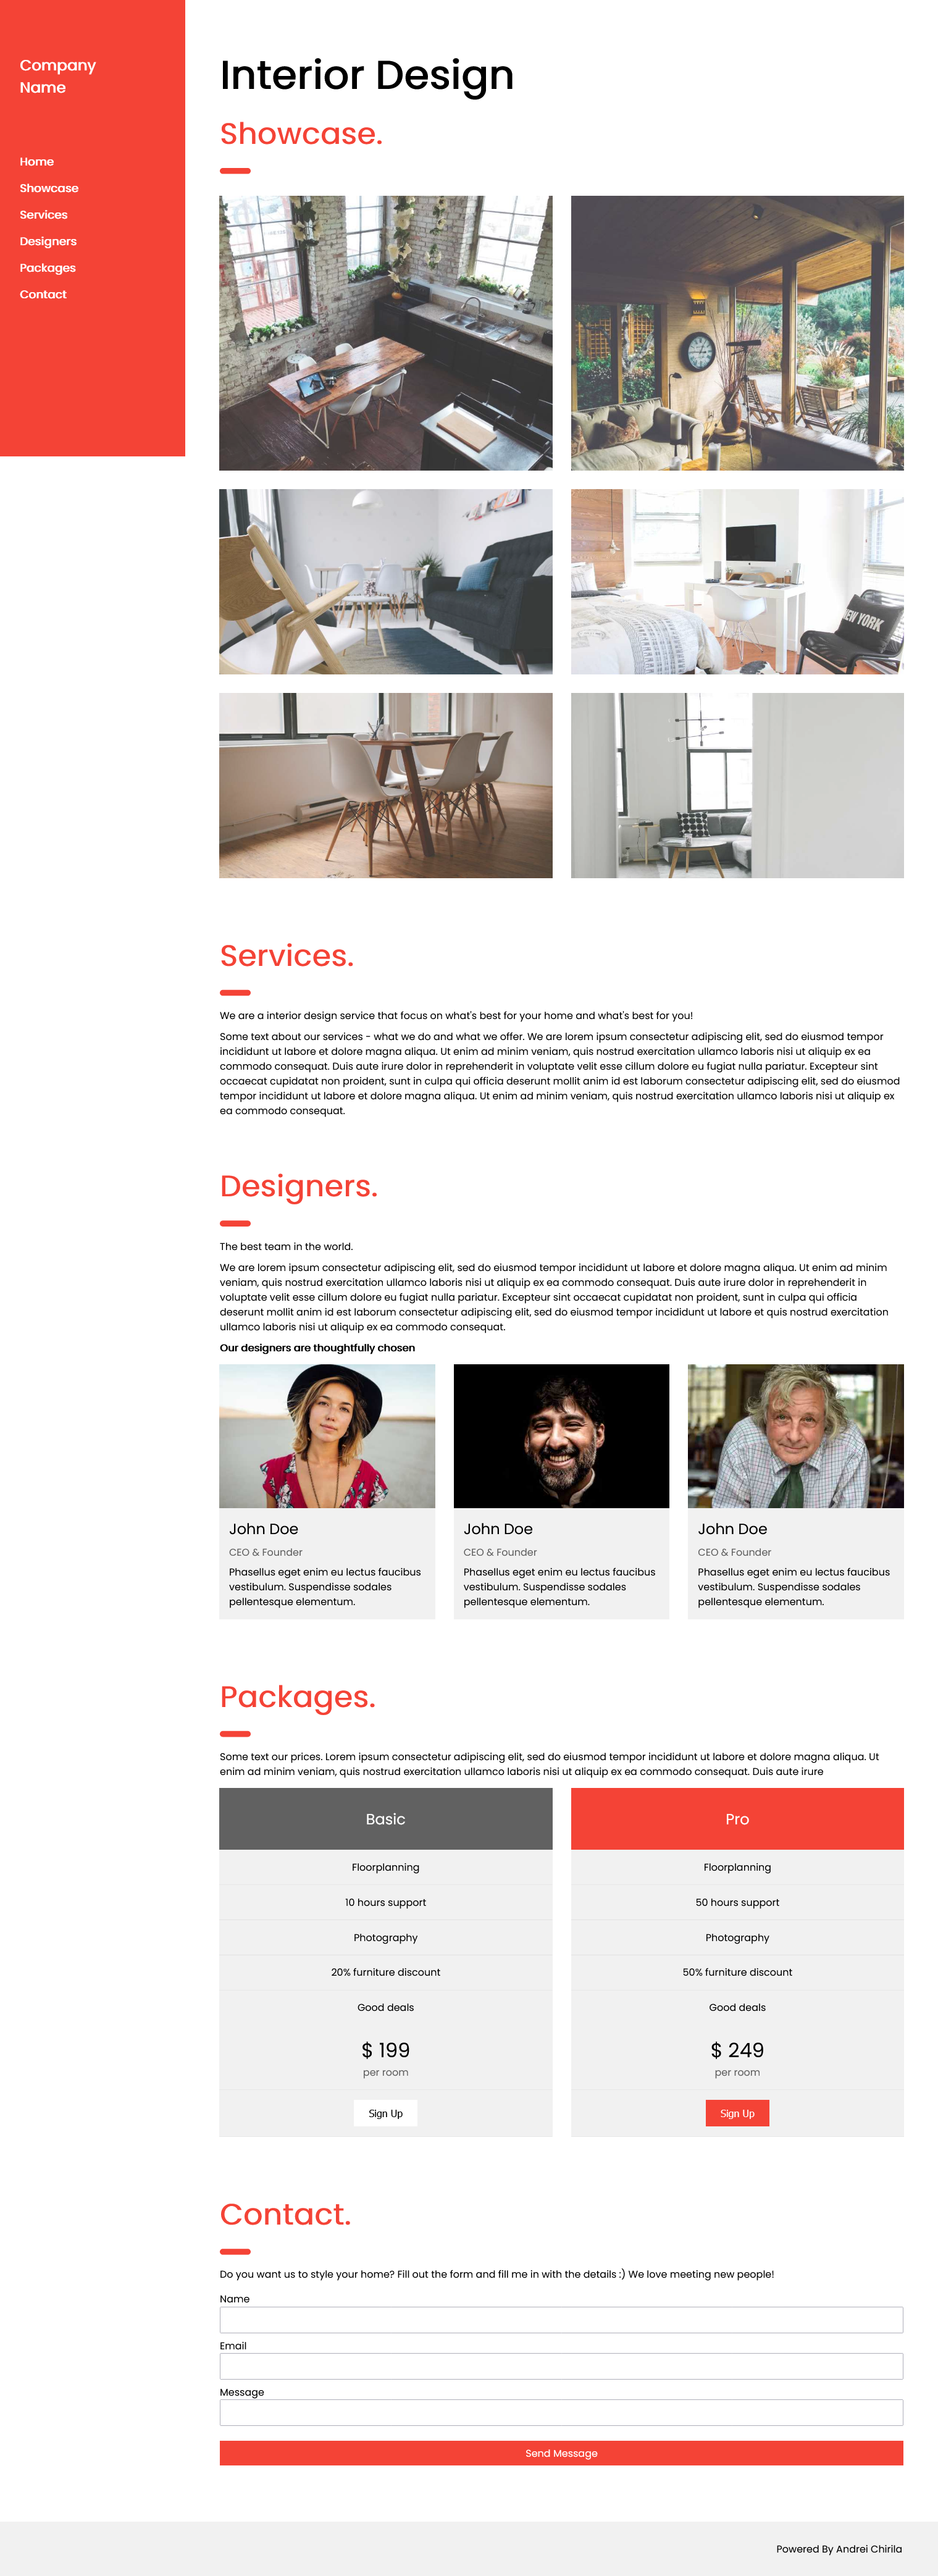 Company
Name
Home
Showcase
Services
Designers
Packages
Contact
Interior Design
Showcase.
NEW YORK
Services.
We are a interior design service that focus on what's best for your home and what's best for you!
Some text about our services - what we do and what we offer. We are lorem ipsum consectetur adipiscing elit, sed do eiusmod tempor
incididunt ut labore et dolore magna aliqua. Ut enim ad minim veniam, quis nostrud exercitation ullamco laboris nisi ut aliquip ex ea
commodo consequat. Duis aute irure dolor in reprehenderit in voluptate velit esse cillum dolore eu fugiat nulla pariatur. Excepteur sint
occaecat cupidatat non proident, sunt in culpa qui officia deserunt mollit anim id est laborum consectetur adipiscing elit, sed do eiusmod
tempor incididunt ut labore et dolore magna aliqua. Ut enim ad minim veniam, quis nostrud exercitation ullamco laboris nisi ut aliquip ex
ea commodo consequat.
Designers.
The best team in the world.
We are lorem ipsum consectetur adipiscing elit, sed do eiusmod tempor incididunt ut labore et dolore magna aliqua. Ut enim ad minim
veniam, quis nostrud exercitation ullamco laboris nisi ut aliquip ex ea commodo consequat. Duis aute irure dolor in reprehenderit in
voluptate velit esse cillum dolore eu fugiat nulla pariatur. Excepteur sint occaecat cupidatat non proident, sunt in culpa qui officia
deserunt mollit anim id est laborum consectetur adipiscing elit, sed do eiusmod tempor incididunt ut labore et quis nostrud exercitation
ullamco laboris nisi ut aliquip ex ea commodo consequat.
Our designers are thoughtfully chosen
John Doe
CEO & Founder
Phasellus eget enim eu lectus faucibus
vestibulum. Suspendisse sodales
pellentesque elementum.
John Doe
CEO & Founder
Phasellus eget enim eu lectus faucibus
vestibulum. Suspendisse sodales
pellentesque elementum.
John Doe
CEO & Founder
Phasellus eget enim eu lectus faucibus
vestibulum. Suspendisse sodales
pellentesque elementum.
Packages.
Some text our prices. Lorem ipsum consectetur adipiscing elit, sed do eiusmod tempor incididunt ut labore et dolore magna aliqua. Ut
enim ad minim veniam, quis nostrud exercitation ullamco laboris nisi ut aliquip ex ea commodo consequat. Duis aute irure
Basic
Floorplanning
10 hours support
Photography
20% furniture discount
Good deals
$ 199
per room
Sign Up
Pro
Floorplanning
50 hours support
Photography
50% furniture discount
Good deals
$ 249
per room
Sign Up
Contact.
Do you want us to style your home? Fill out the form and fill me in with the details :) We love meeting new people!
Name
Email
Message
Send Message
Powered By Andrei Chirila